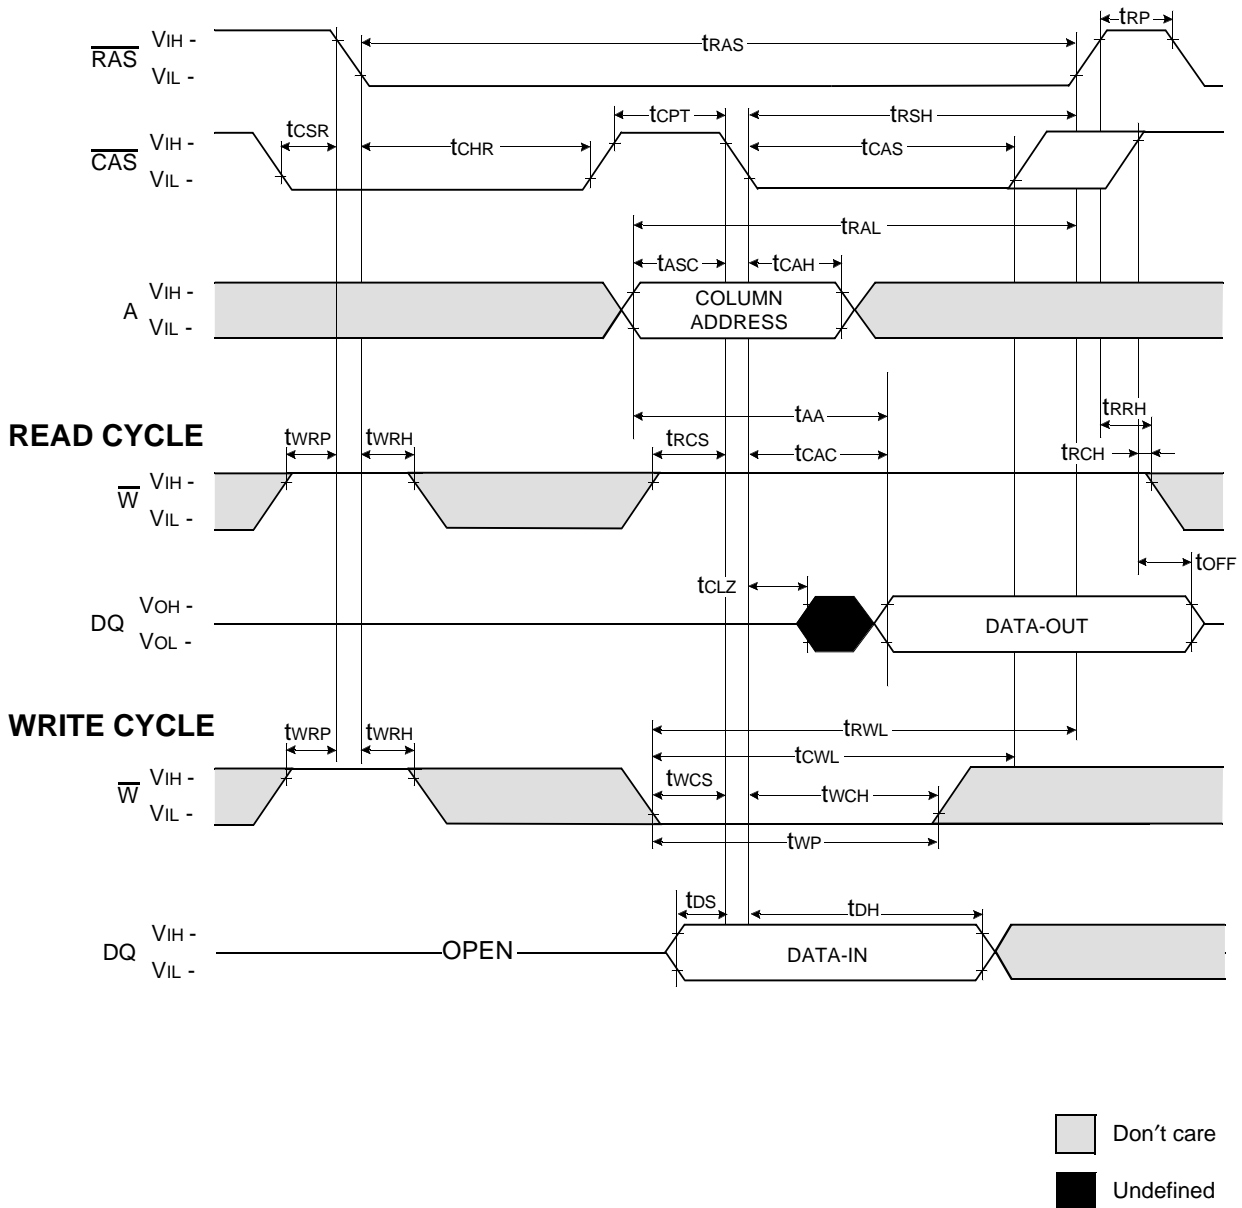 tRP
VIH -
RAS
VIL -
tRAS
tCSR
tCPT
tRSH
VIH -
CAS
VIL -
tCHR
tCAS
tRAL
tASC
tCAH
VIH -
A
VIL -
COLUMN
ADDRESS
tAA
tRRH
READ CYCLE
tWRP
tWRH
tRCS
tCAC
tRCH
VIH -
W
VIL -
tOFF
tCLZ
VOH -
DQ
VOL -
DATA-OUT
WRITE CYCLE
tWRP
tWRH
tRWL
tCWL
VIH -
W
VIL -
tWCS
tWCH
tWP
tDS
tDH
VIH -
DQ
VIL -
OPEN
DATA-IN
Don′t care
Undefined